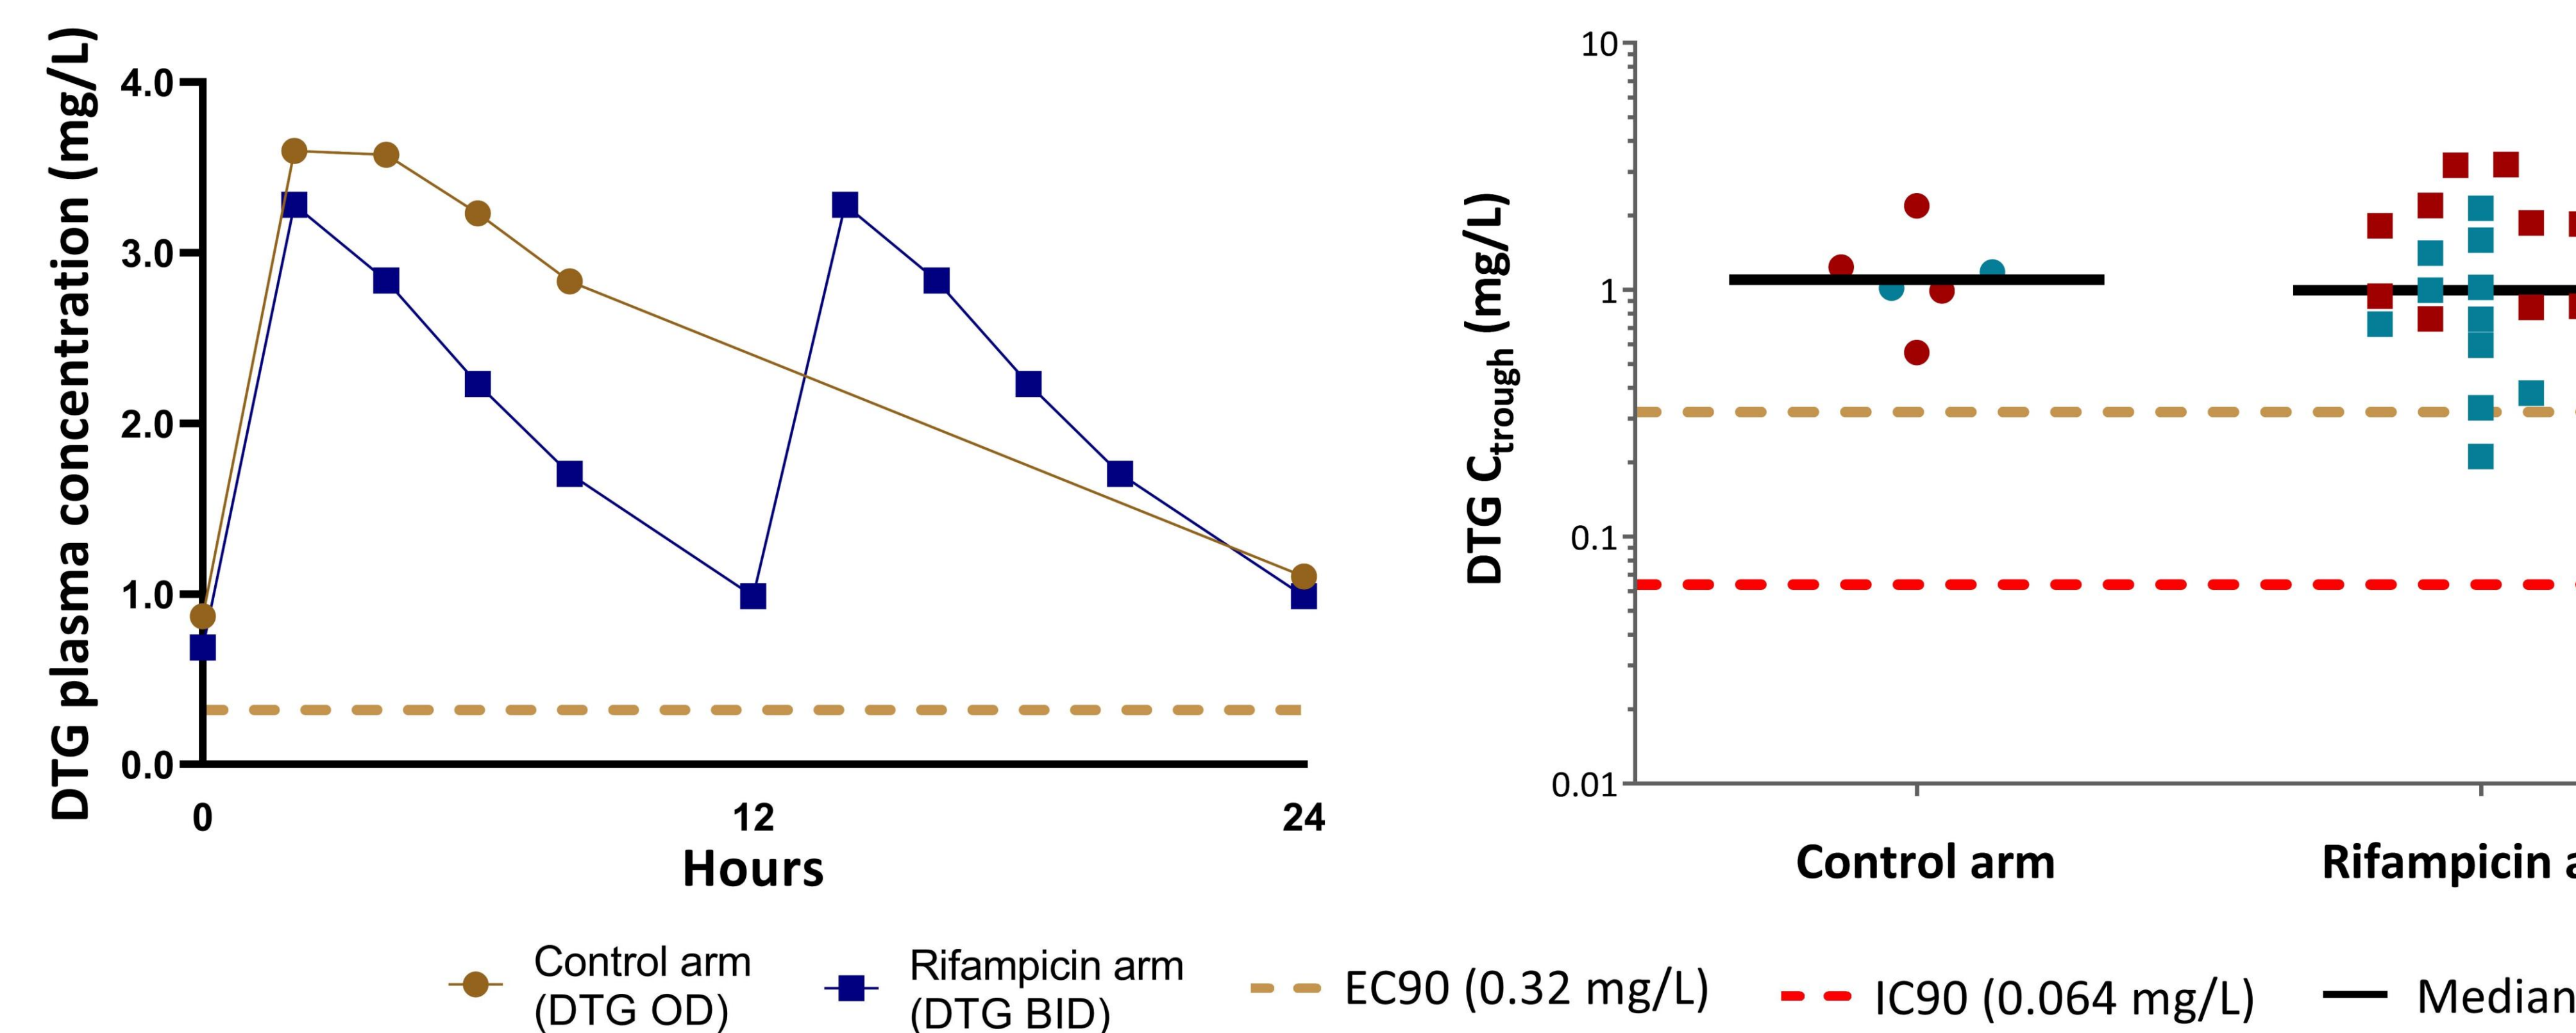 DTG plasma concentration (mg/L)
4.0
3.0
2.0
1.0
0.0
0
12
24
Hours
DTG Ctrough (mg/L)
10
1
0.1
0.01
Control arm
Rifampicin a
Control arm
(DTG OD)
Rifampicin arm
(DTG BID)
EC90 (0.32 mg/L)
IC90 (0.064 mg/L)
Median